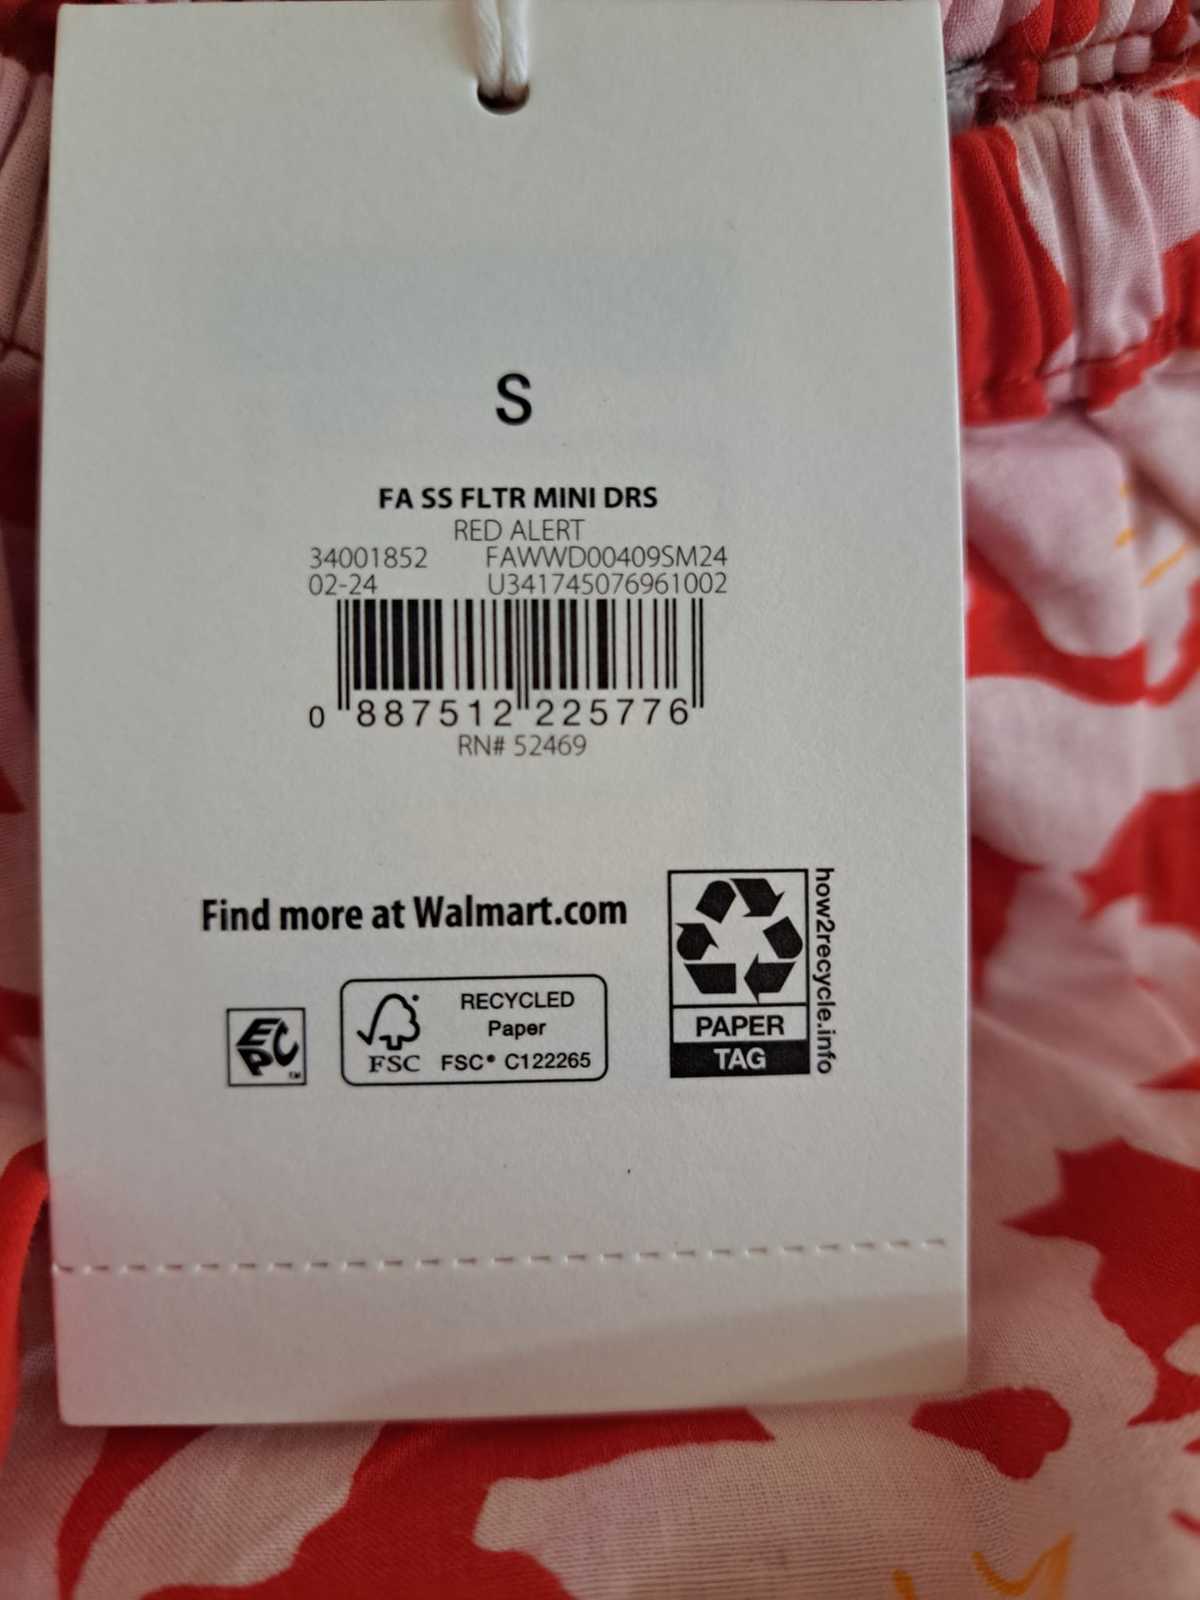 S
FA SS FLTR MINI DRS
RED ALERT
34001852 FAWWD00409SM24
02-24 U341745076961002
0 887512 225776
RN# 52469
Find more at Walmart.com
how2recycle.info
PAPER
TAG
EPC™
FSC
RECYCLED
Paper
FSC® C122265